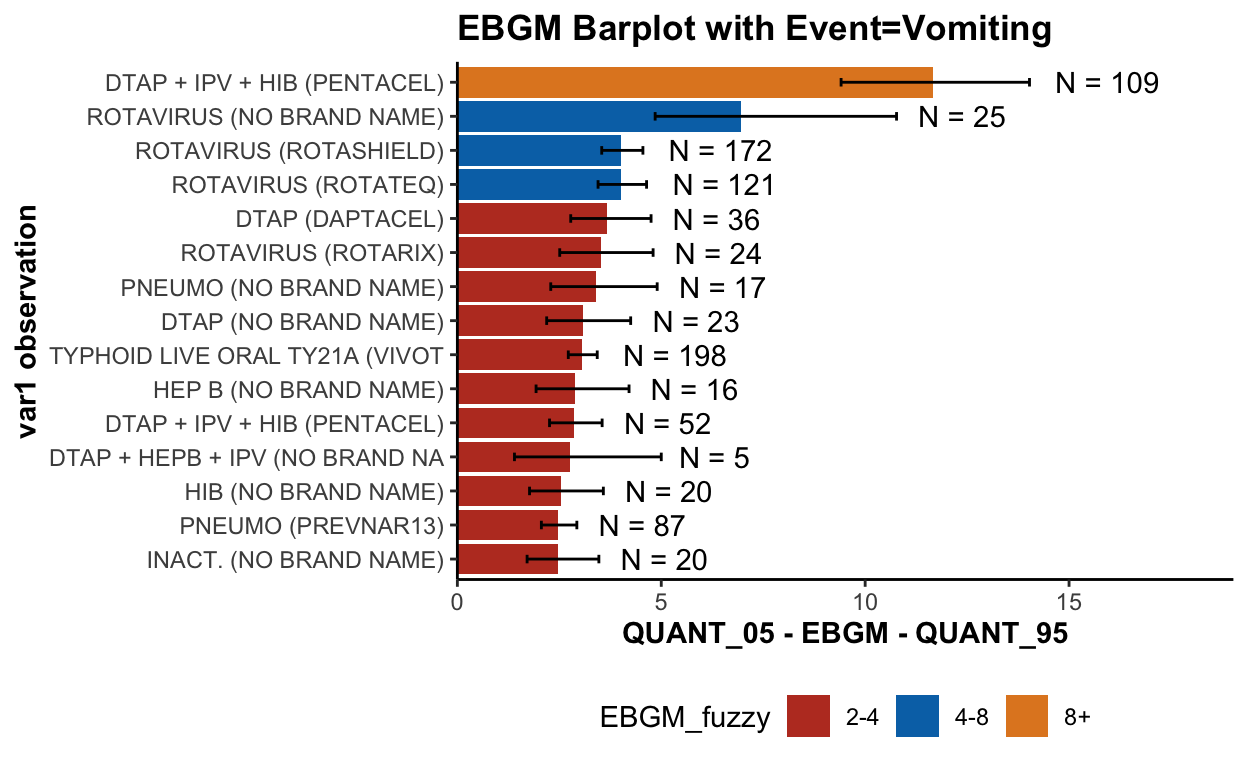 EBGM Barplot with Event=Vomiting
var1 observation
DTAP + IPV + HIB (PENTACEL) N = 109
ROTAVIRUS (NO BRAND NAME) N = 25
ROTAVIRUS (ROTASHIELD) N = 172
ROTAVIRUS (ROTATEQ) N = 121
DTAP (DAPTACEL) N = 36
ROTAVIRUS (ROTARIX) N = 24
PNEUMO (NO BRAND NAME) N = 17
DTAP (NO BRAND NAME) N = 23
TYPHOID LIVE ORAL TY21A (VIVOT N = 198
HEP B (NO BRAND NAME) N = 16
DTAP + IPV + HIB (PENTACEL) N = 52
DTAP + HEPB + IPV (NO BRAND NA N = 5
HIB (NO BRAND NAME) N = 20
PNEUMO (PREVNAR13) N = 87
INACT. (NO BRAND NAME) N = 20
0 5 10 15
QUANT_05 - EBGM - QUANT_95
EBGM_fuzzy 2-4 4-8 8+